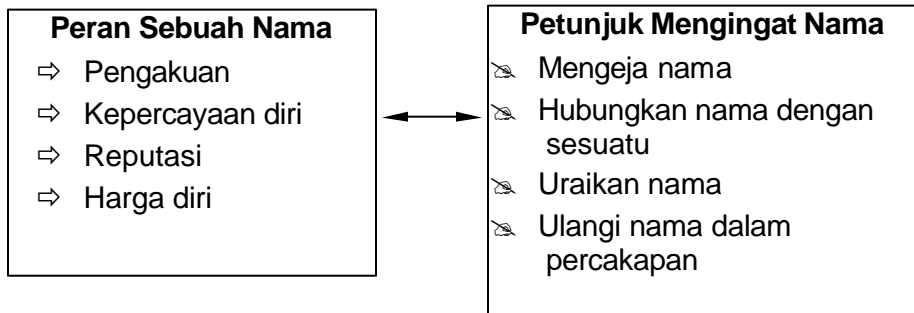 Peran Sebuah Nama
⇨ Pengakuan
⇨ Kepercayaan diri
⇨ Reputasi
⇨ Harga diri
Petunjuk Mengingat Nama
Mengeja nama
Hubungkan nama dengan
sesuatu
Uraikan nama
Ulangi nama dalam
percakapan